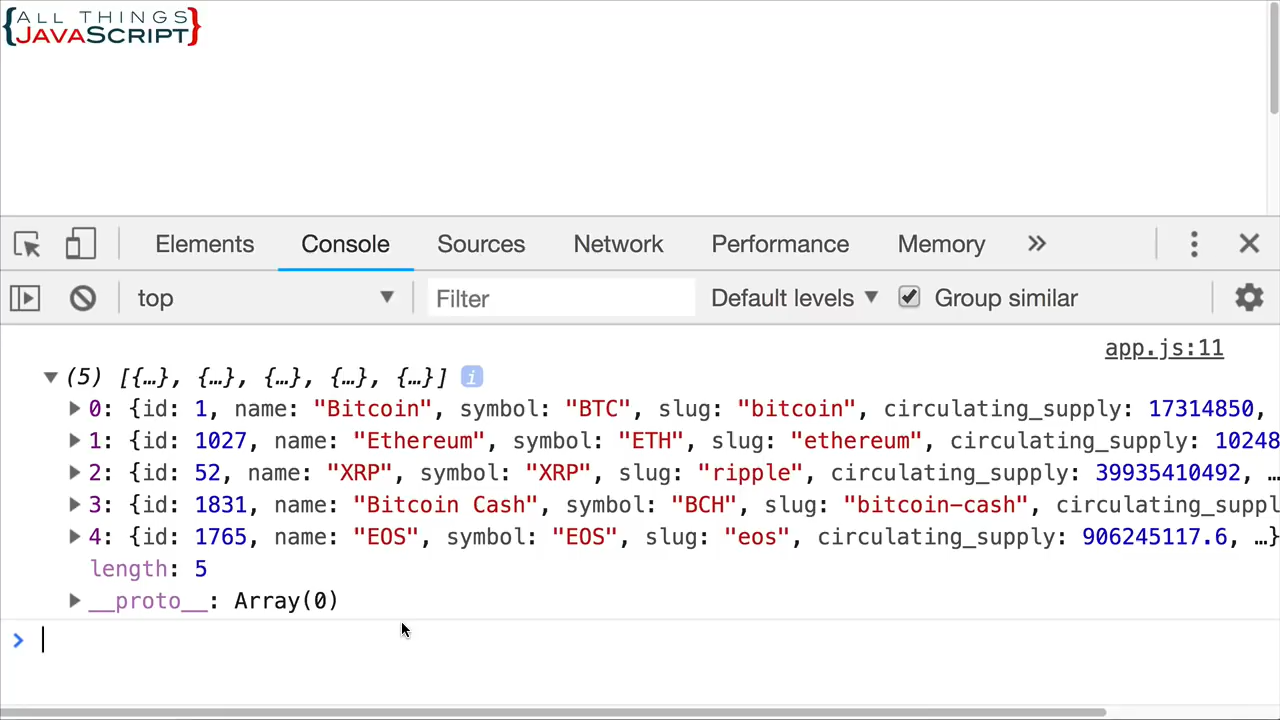 {ALL THINGS
JAVASCRIPT}
Elements Console Sources Network Performance Memory »
top Filter Default levels Group similar
app.js:11
(5) [{…}, {…}, {…}, {…}, {…}] i
0: {id: 1, name: "Bitcoin", symbol: "BTC", slug: "bitcoin", circulating_supply: 17314850,
1: {id: 1027, name: "Ethereum", symbol: "ETH", slug: "ethereum", circulating_supply: 10248
2: {id: 52, name: "XRP", symbol: "XRP", slug: "ripple", circulating_supply: 39935410492, …
3: {id: 1831, name: "Bitcoin Cash", symbol: "BCH", slug: "bitcoin-cash", circulating_suppl
4: {id: 1765, name: "EOS", symbol: "EOS", slug: "eos", circulating_supply: 906245117.6, …}
length: 5
__proto__: Array(0)
>